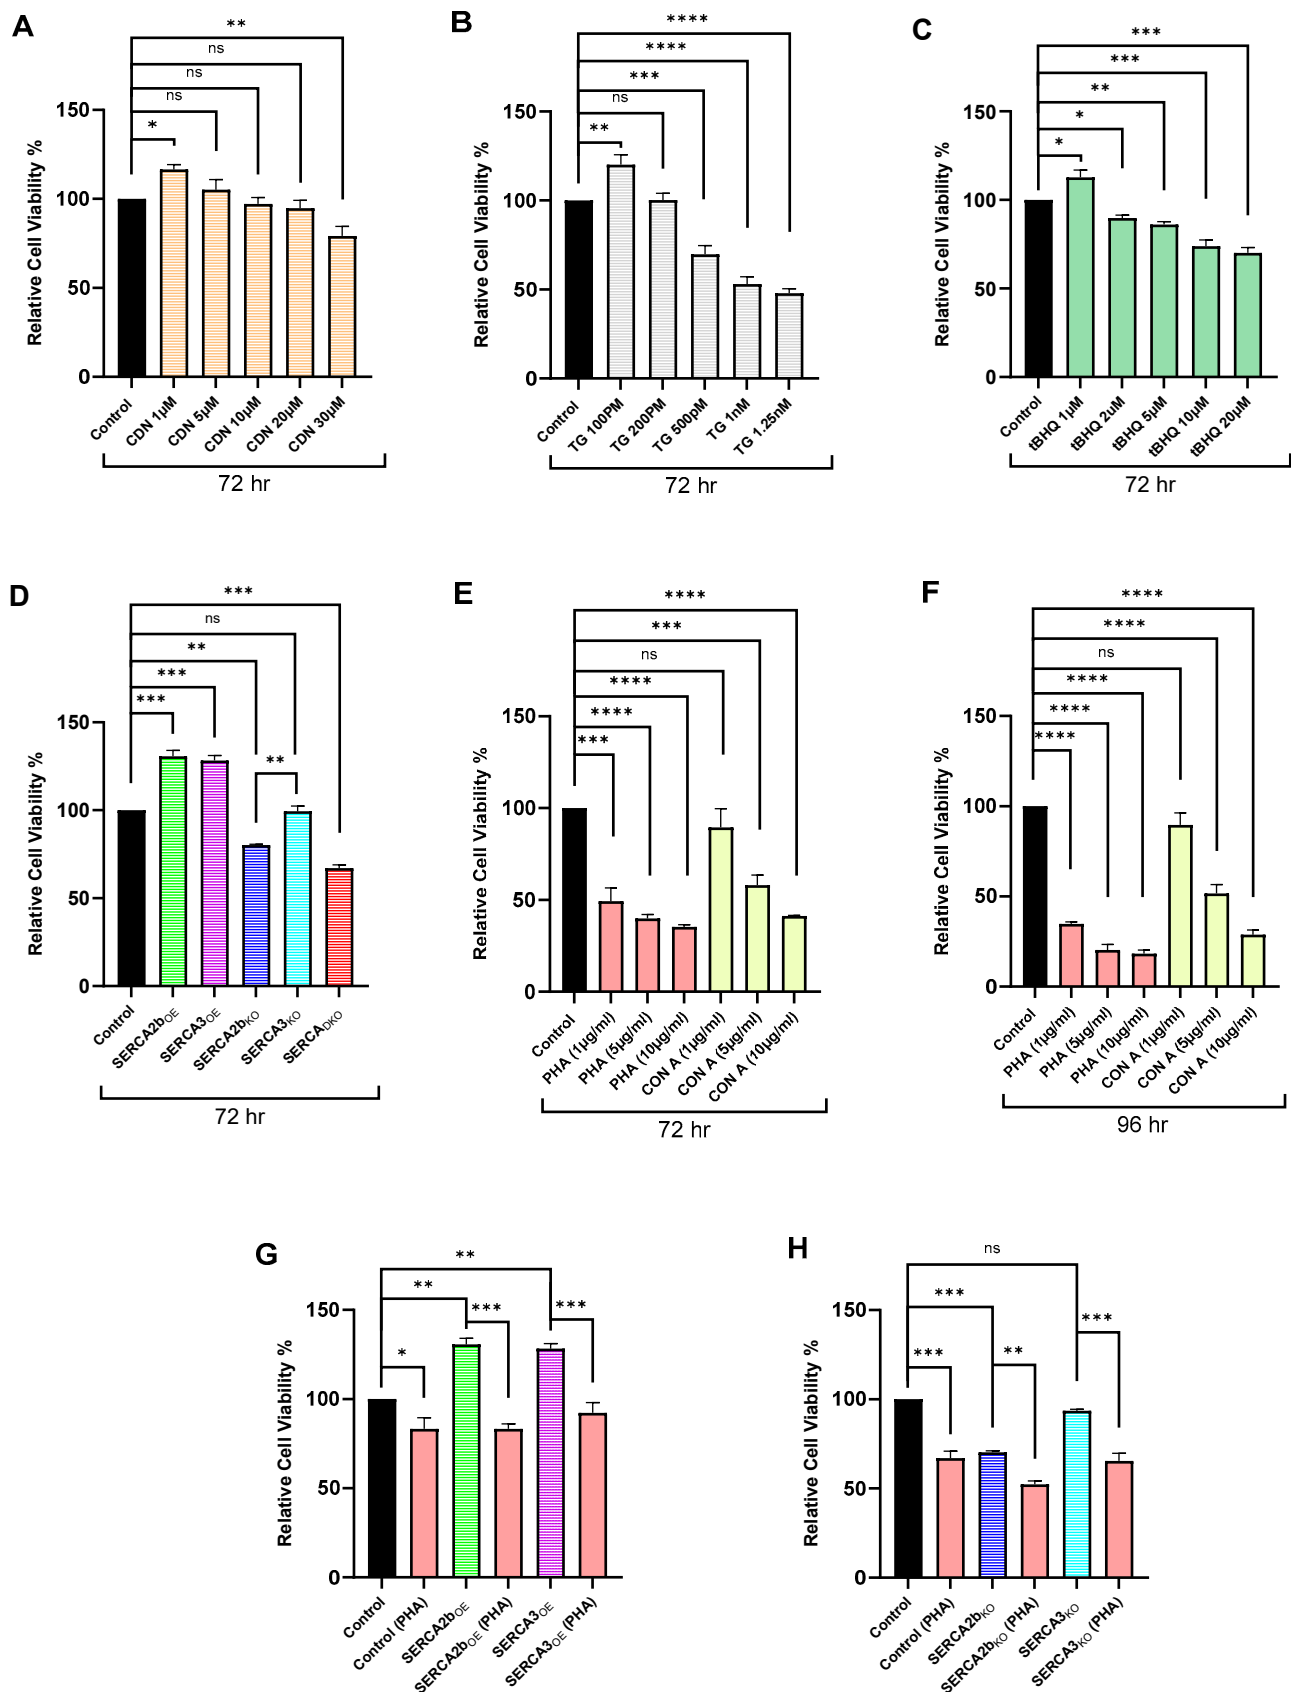 A
**
ns
ns
ns
*
Relative Cell Viability %
150
100
50
0
Control
CDN 1µM
CDN 5µM
CDN 10µM
CDN 20µM
CDN 30µM
72 hr
B
****
****
***
ns
**
Relative Cell Viability %
150
100
50
0
Control
TG 100PM
TG 200PM
TG 500pM
TG 1nM
TG 1.25nM
72 hr
C
***
***
**
*
*
Relative Cell Viability %
150
100
50
0
Control
tBHQ 1µM
tBHQ 2uM
tBHQ 5µM
tBHQ 10µM
tBHQ 20µM
72 hr
D
***
ns
**
***
***
**
Relative Cell Viability %
150
100
50
0
Control
SERCA2bOE
SERCA3OE
SERCA2bKO
SERCA3KO
SERCADKO
72 hr
E
****
***
ns
****
****
***
Relative Cell Viability %
150
100
50
0
Control
PHA (1µg/ml)
PHA (5µg/ml)
PHA (10µg/ml)
CON A (1µg/ml)
CON A (5µg/ml)
CON A (10µg/ml)
72 hr
F
****
****
ns
****
****
****
Relative Cell Viability %
150
100
50
0
Control
PHA (1µg/ml)
PHA (5µg/ml)
PHA (10µg/ml)
CON A (1µg/ml)
CON A (5µg/ml)
CON A (10µg/ml)
96 hr
G
**
**
***
***
*
Relative Cell Viability %
150
100
50
0
Control
Control (PHA)
SERCA2bOE
SERCA2bOE (PHA)
SERCA3OE
SERCA3OE (PHA)
H
ns
***
***
***
**
Relative Cell Viability %
150
100
50
0
Control
Control (PHA)
SERCA2bKO
SERCA2bKO (PHA)
SERCA3KO
SERCA3KO (PHA)